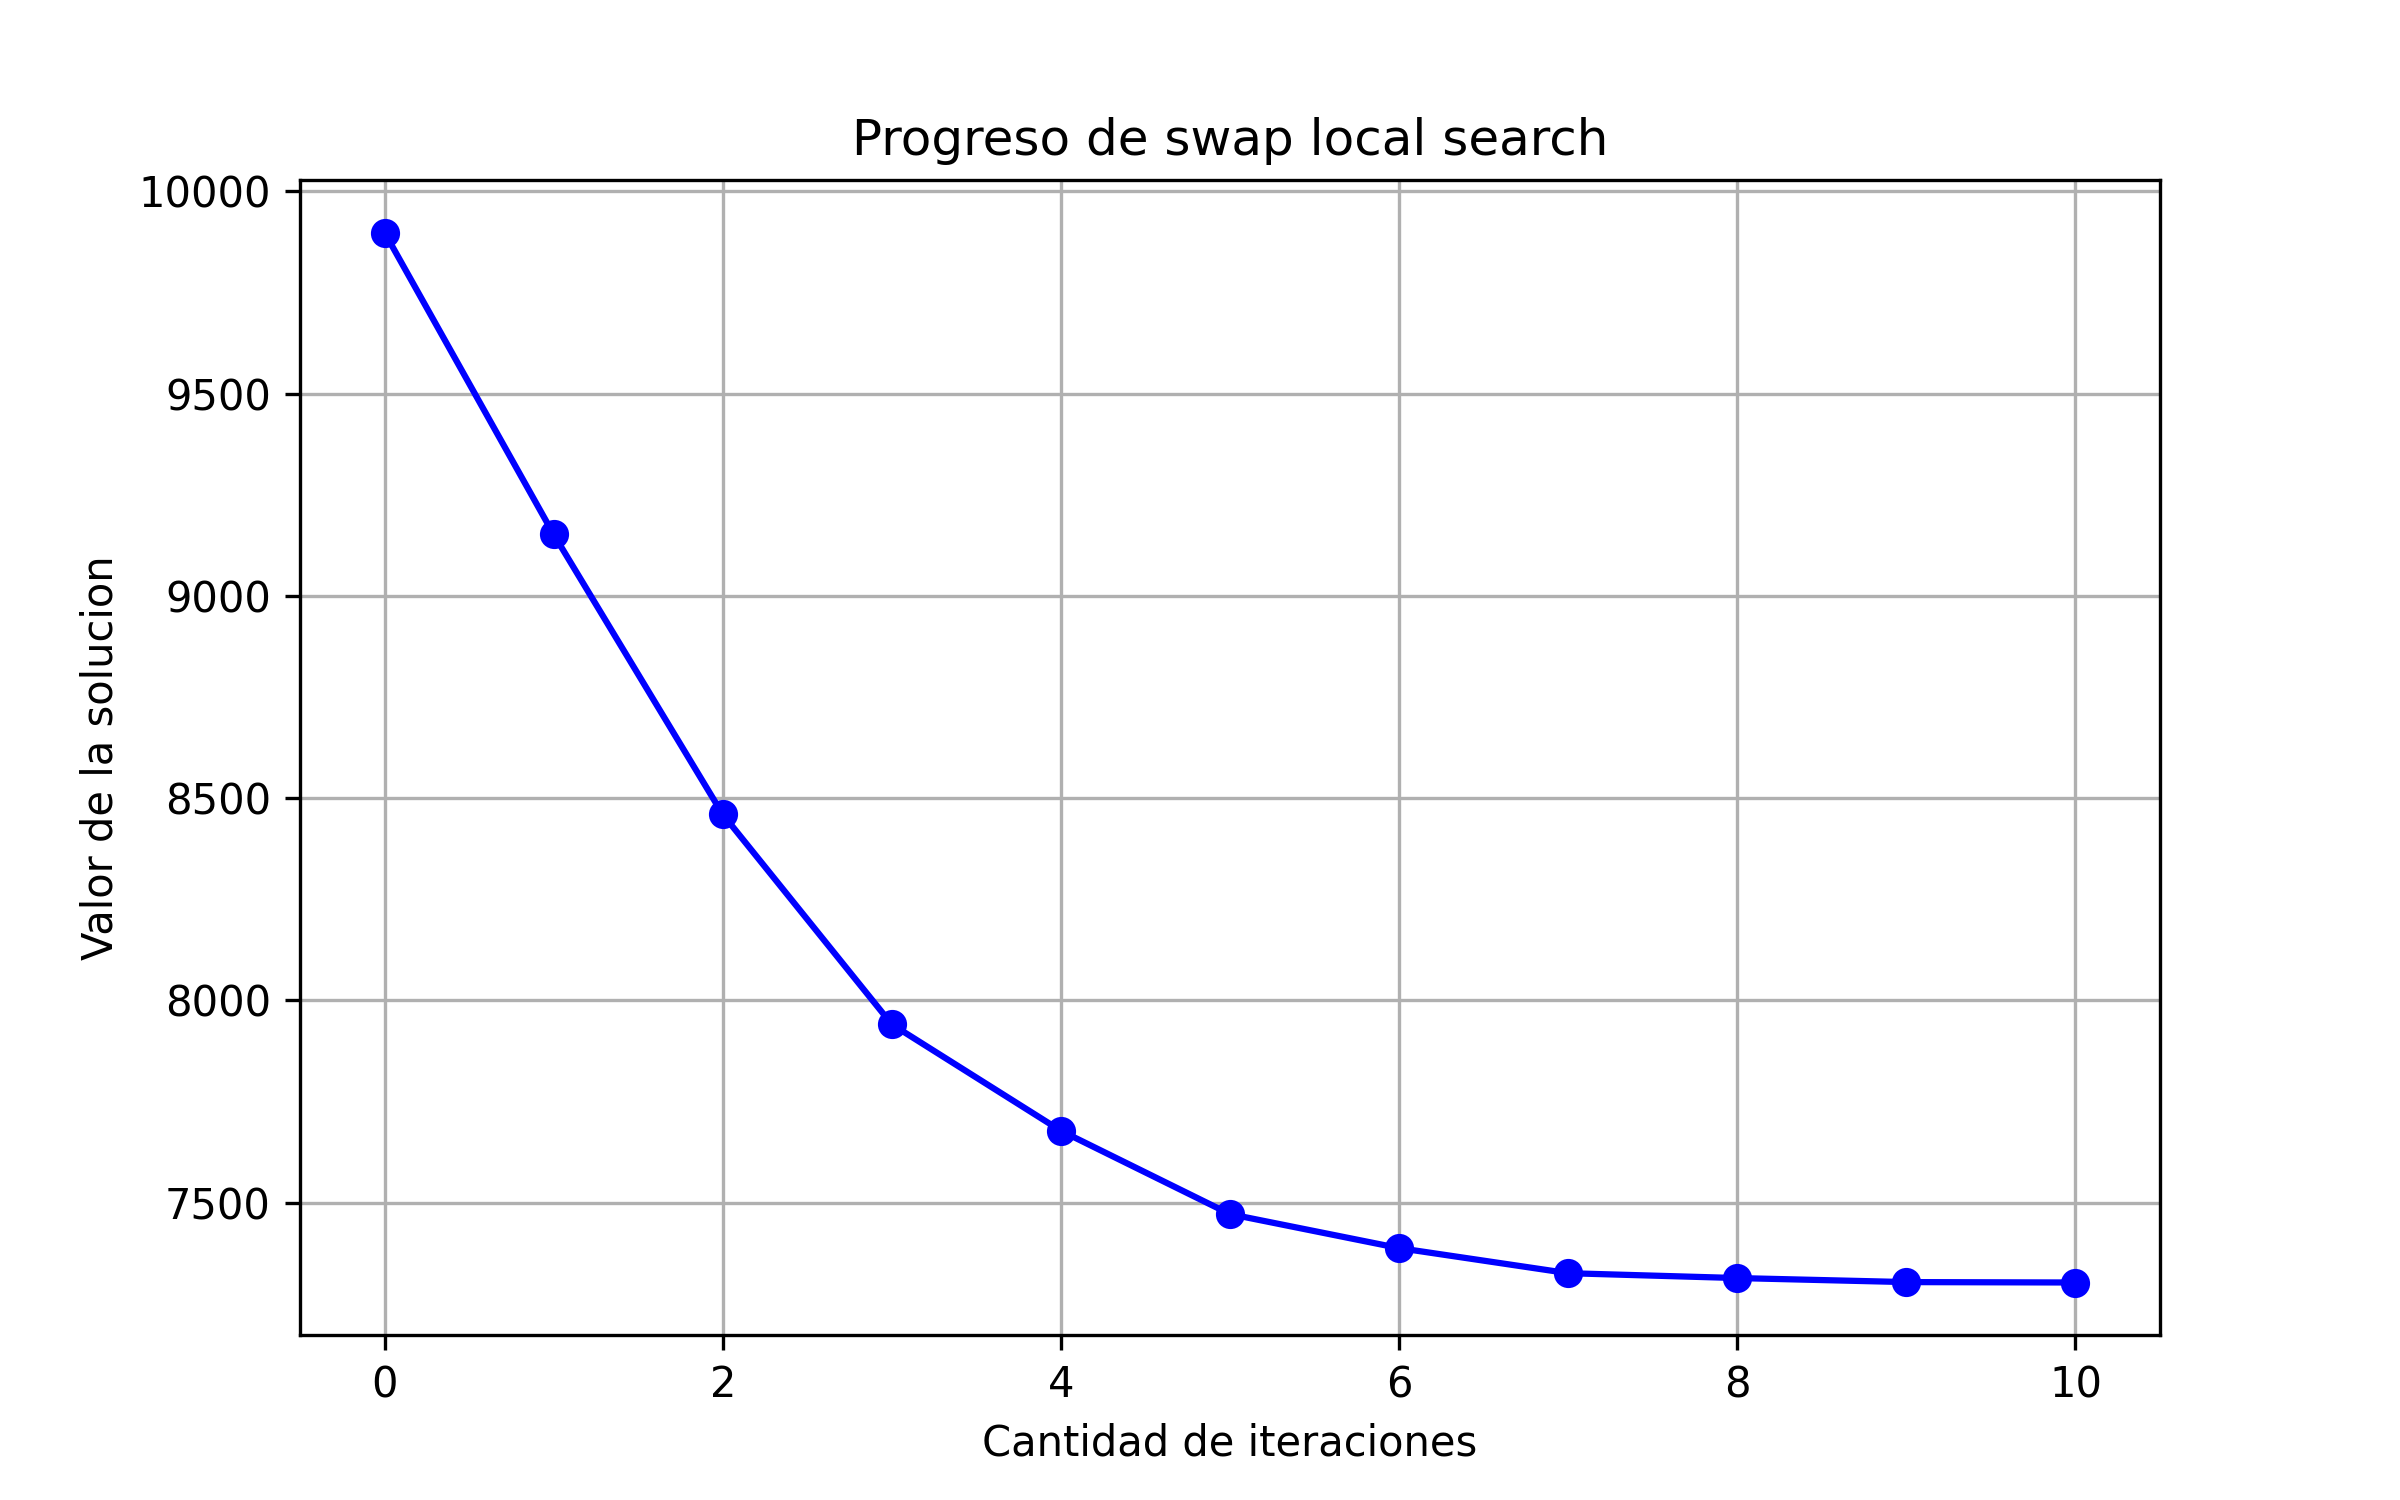 Progreso de swap local search
10000
9500
9000
8500
8000
7500
Valor de la solucion
0 2 4 6 8 10
Cantidad de iteraciones